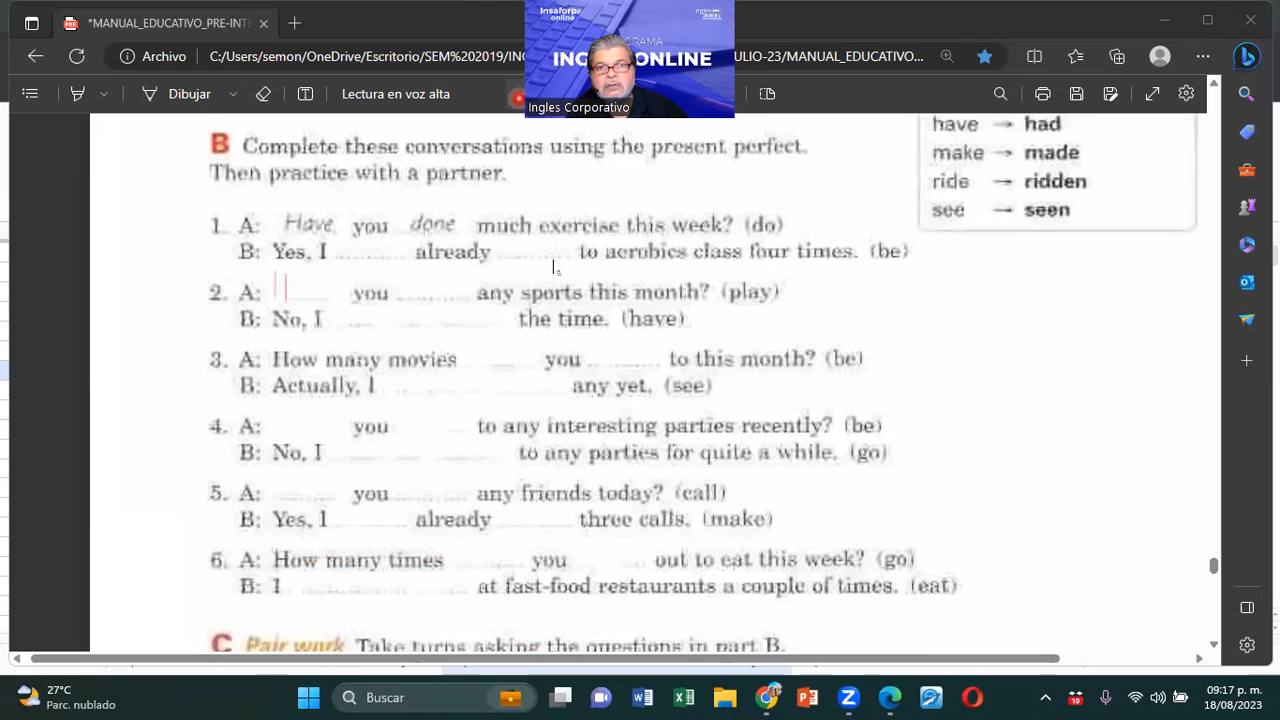 *MANUAL_EDUCATIVO_PRE-INTE
Insaforp
online
INGLES ONLINE
Ingles Corporativo
Archivo C:/Users/semon/OneDrive/Escritorio/SEM %202019/ING JULIO-23/MANUAL_EDUCATIVO...
Dibujar
Lectura en voz alta
B Complete these conversations using the present perfect.
Then practice with a partner.
have → had
make → made
ride → ridden
see → seen
1. A: Have you done much exercise this week? (do)
B: Yes, I ........ already ........ to aerobics class four times. (be)
2. A: ........ you ........ any sports this month? (play)
B: No, I ........ the time. (have)
3. A: How many movies ........ you ........ to this month? (be)
B: Actually, I ........ any yet. (see)
4. A: ........ you ........ to any interesting parties recently? (be)
B: No, I ........ to any parties for quite a while. (go)
5. A: ........ you ........ any friends today? (call)
B: Yes, I ........ already ........ three calls. (make)
6. A: How many times ........ you ........ out to eat this week? (go)
B: I ........ at fast-food restaurants a couple of times. (eat)
C Pair work Take turns asking the questions in part B.
27°C
Parc. nublado
Buscar
10
09:17 p. m.
18/08/2023